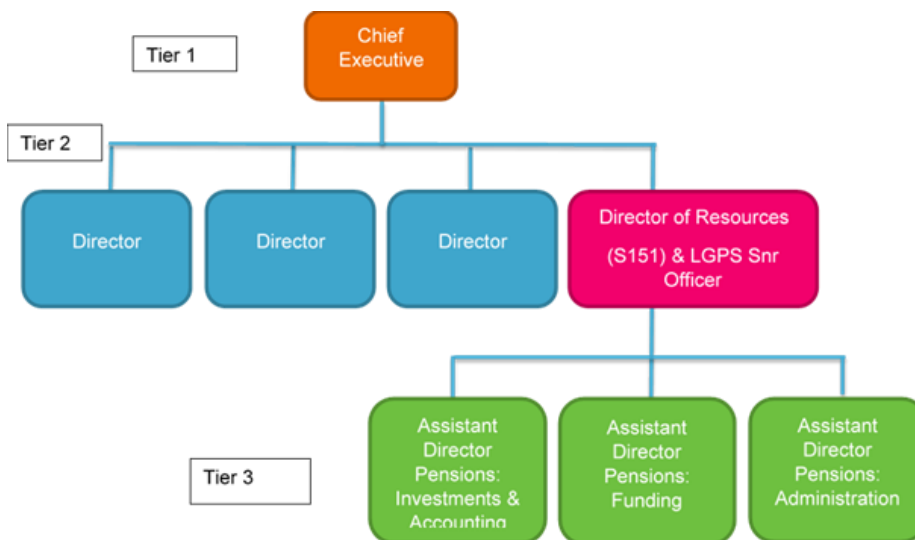 Tier 1
Chief
Executive
Tier 2
Director
Director
Director
Director of Resources
(S151) & LGPS Snr
Officer
Tier 3
Assistant
Director
Pensions:
Investments &
Accounting
Assistant
Director
Pensions:
Funding
Assistant
Director
Pensions:
Administration